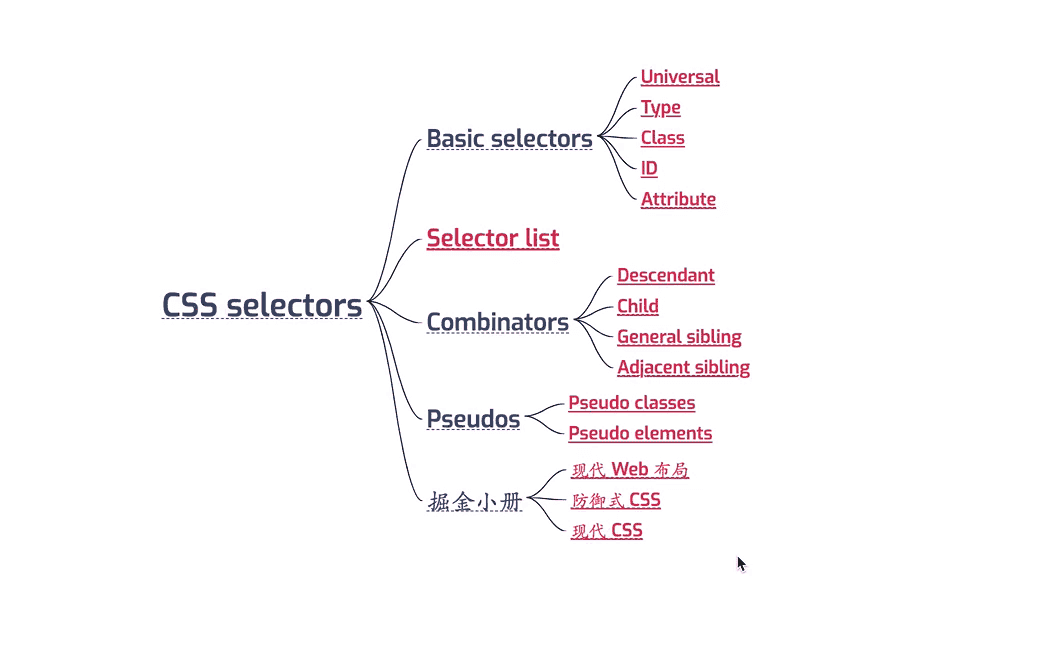 CSS selectors
Basic selectors
Universal
Type
Class
ID
Attribute
Selector list
Combinators
Descendant
Child
General sibling
Adjacent sibling
Pseudos
Pseudo classes
Pseudo elements
掘金小册
现代 Web 布局
防御式 CSS
现代 CSS